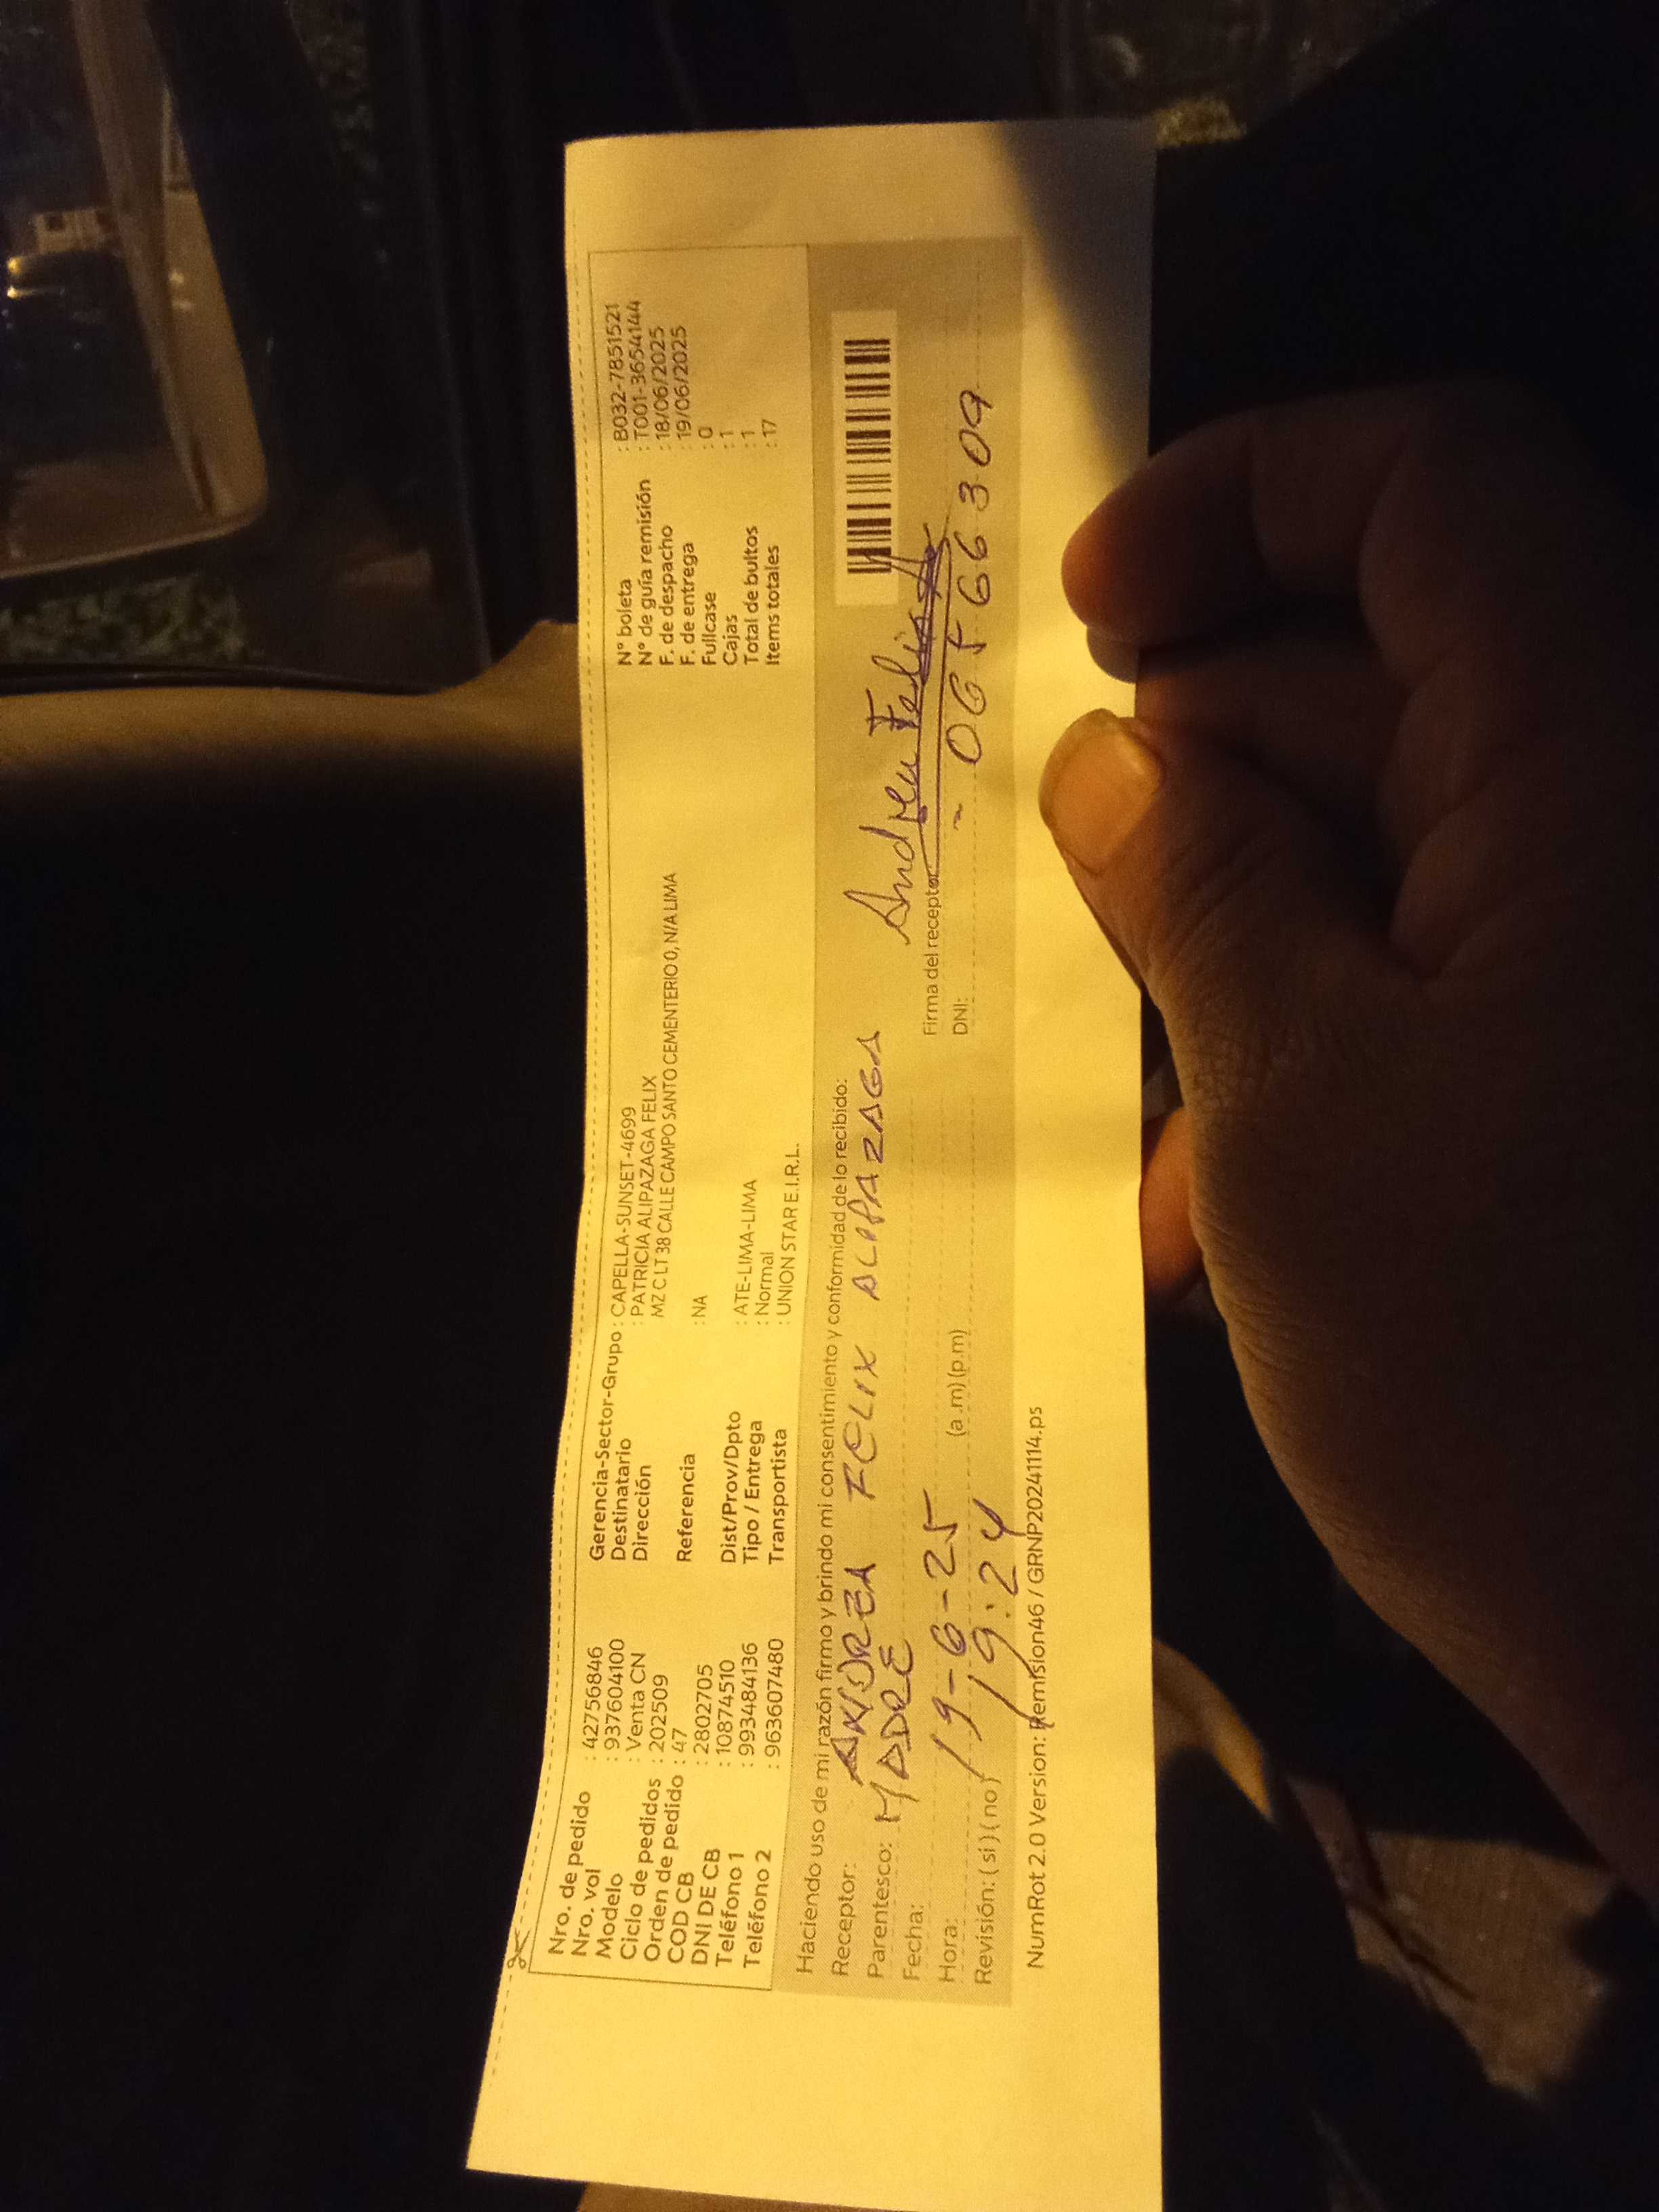 Nro. de pedido : 42756846
Nro. vol : 937604100
Modelo : Venta CN
Ciclo de pedidos : 202509
Orden de pedido : 47
COD CB : 2802705
DNI DE CB : 10874510
Teléfono 1 : 993484136
Teléfono 2 : 963607480
Gerencia-Sector-Grupo : CAPELLA-SUNSET-4699
Destinatario : PATRICIA ALIPAZAGA FELIX
Dirección MZ C LT 38 CALLE CAMPO SANTO CEMENTERIO 0, N/A LIMA
Referencia : NA
Dist/Prov/Dpto : ATE-LIMA-LIMA
Tipo / Entrega : Normal
Transportista : UNION STAR E.I.R.L.
N° boleta : B032-7851521
N° de guía remisión : T001-3654144
F. de despacho : 18/06/2025
F. de entrega : 19/06/2025
Fullcase : 0
Cajas : 1
Total de bultos : 1
Items totales : 17
Haciendo uso de mi razón firmo y brindo mi consentimiento y conformidad de lo recibido:
Receptor: ANDREA FELIX ALOPAZAGA
Parentesco: MADRE
Fecha: 19-6-25
Hora: 19:24 (a .m) (p.m)
Revisión: ( si ) ( no )
Andrea Felix
Firma del receptor
DNI: - 06566309
NumRot 2.0 Version: Remision46 / GRNP20241114.ps